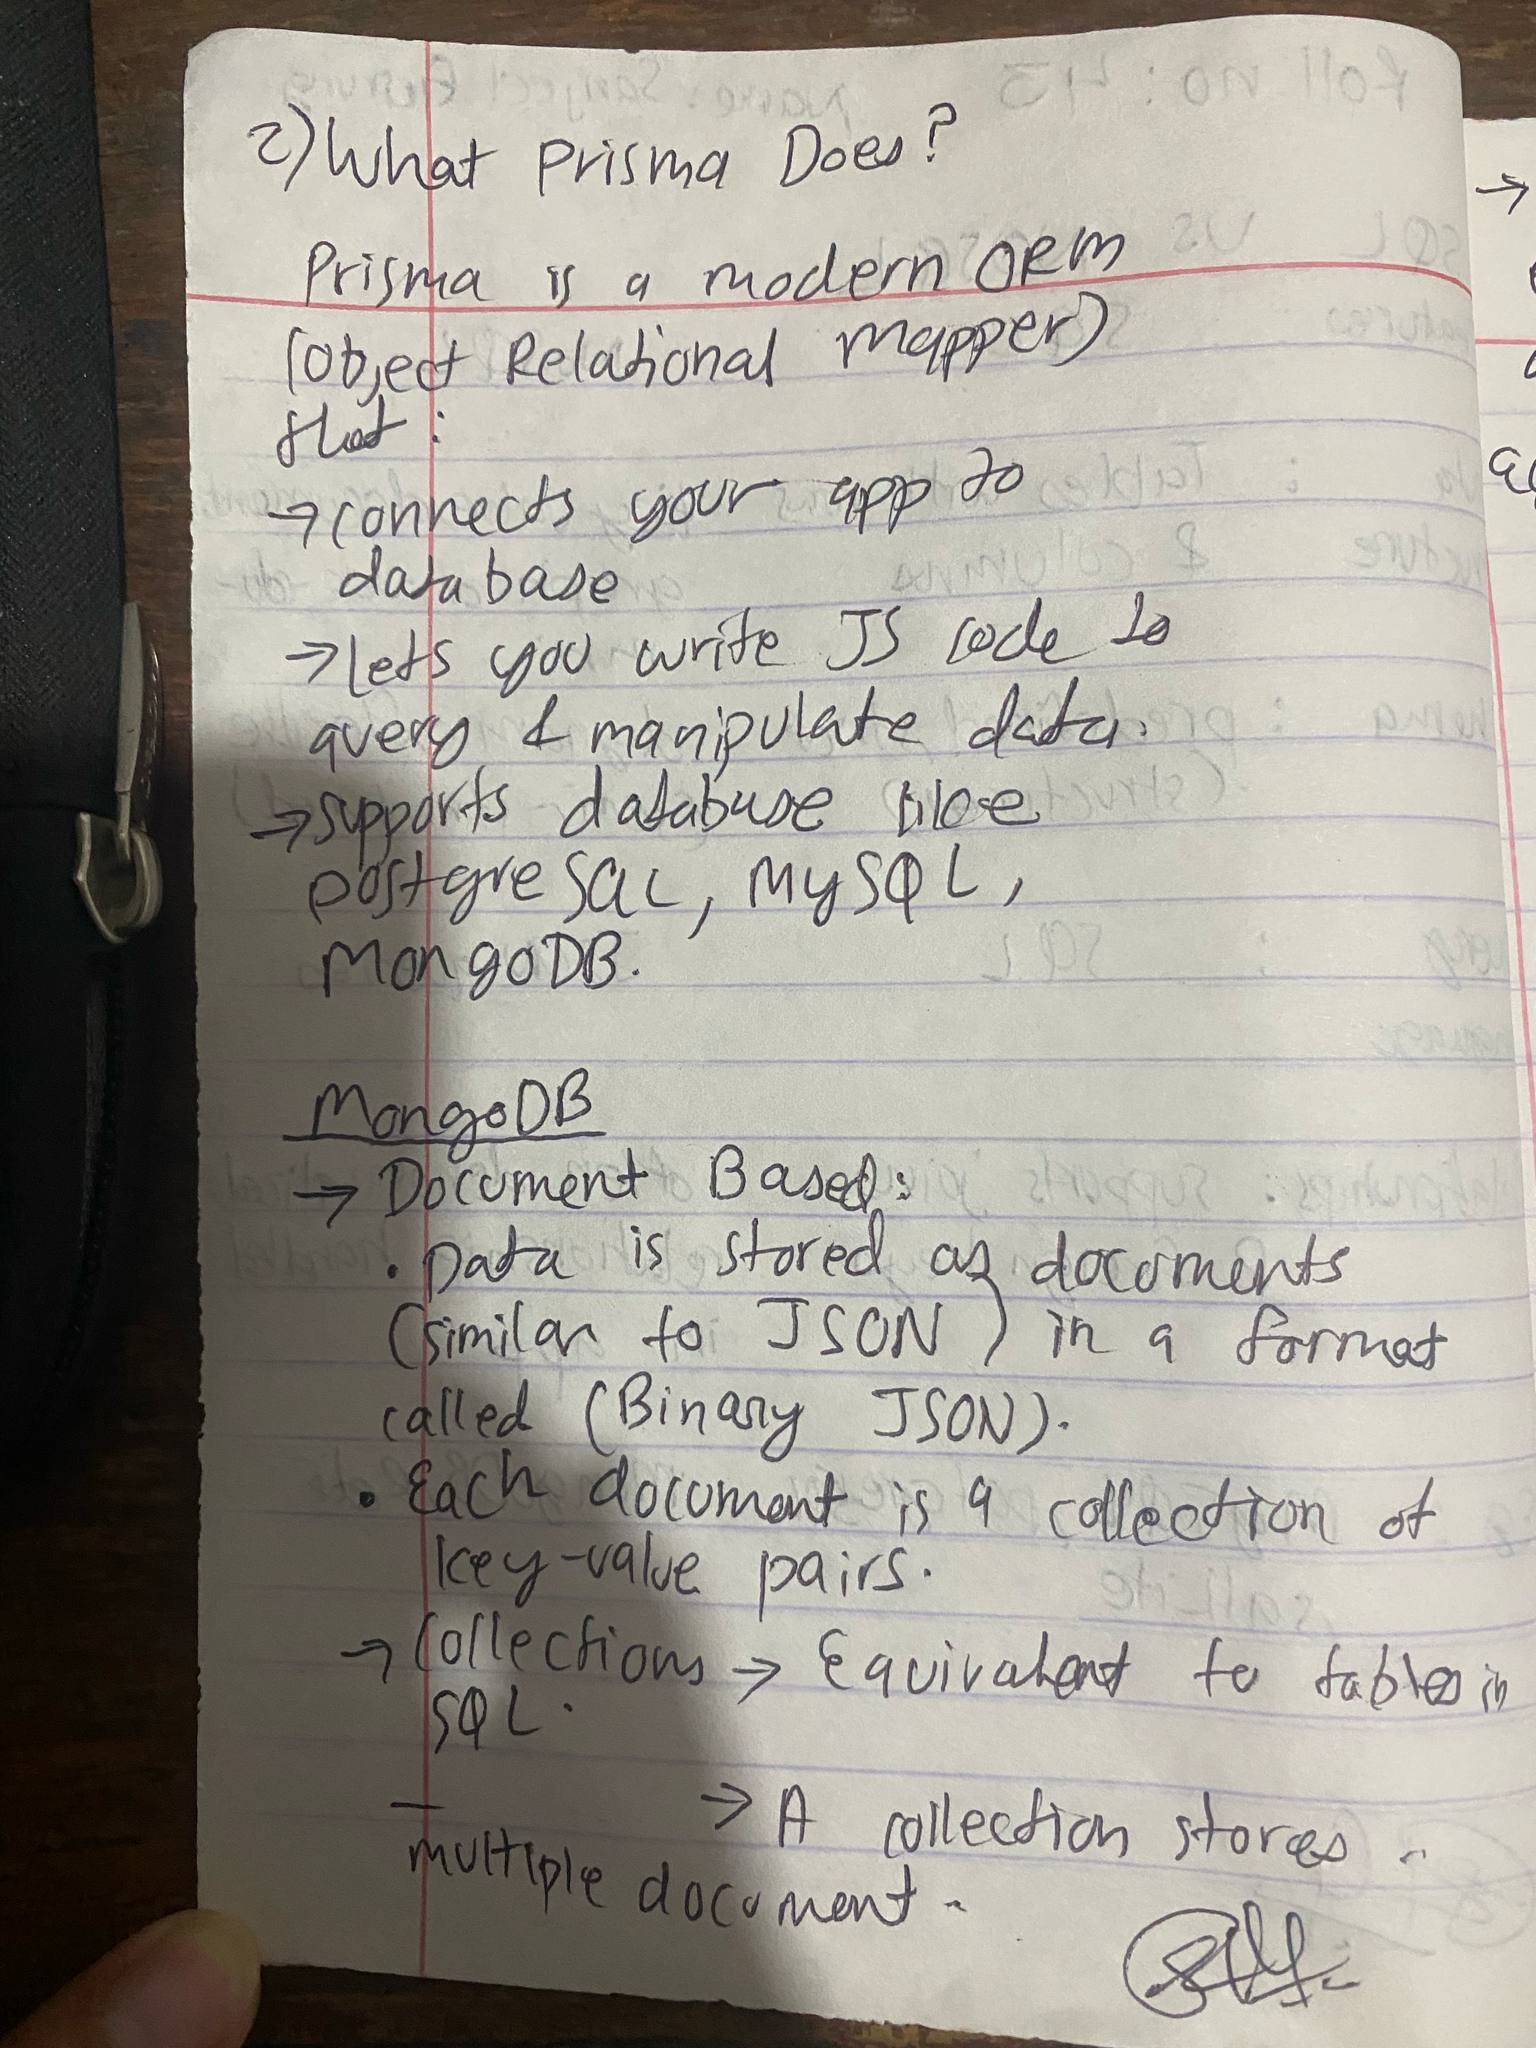 2) What Prisma Does?
Prisma is a modern ORM
(Object Relational Mapper)
that:
→ connects your app to
database
→ lets you write JS code to
query & manipulate data.
→ supports database like
postgreSQL, MySQL,
MongoDB.
MongoDB
→ Document Based:
• Data is stored as documents
(similar to JSON) in a format
called (Binary JSON).
• Each document is a collection of
key-value pairs.
→ Collections → Equivalent to tables in
SQL.
→ A collection stores
multiple document.